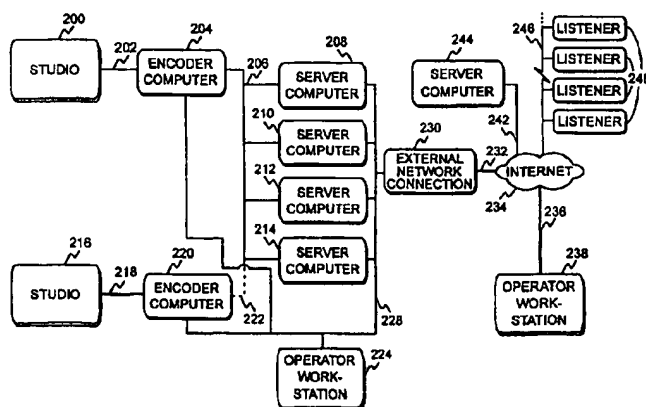 200
STUDIO
202
204
ENCODER
COMPUTER
206
208
SERVER
COMPUTER
210
SERVER
COMPUTER
212
SERVER
COMPUTER
214
SERVER
COMPUTER
216
STUDIO
218
220
ENCODER
COMPUTER
222
224
OPERATOR
WORK-
STATION
228
230
EXTERNAL
NETWORK
CONNECTION
232
244
SERVER
COMPUTER
242
INTERNET
234
236
238
OPERATOR
WORK-
STATION
246
LISTENER
LISTENER
LISTENER
LISTENER